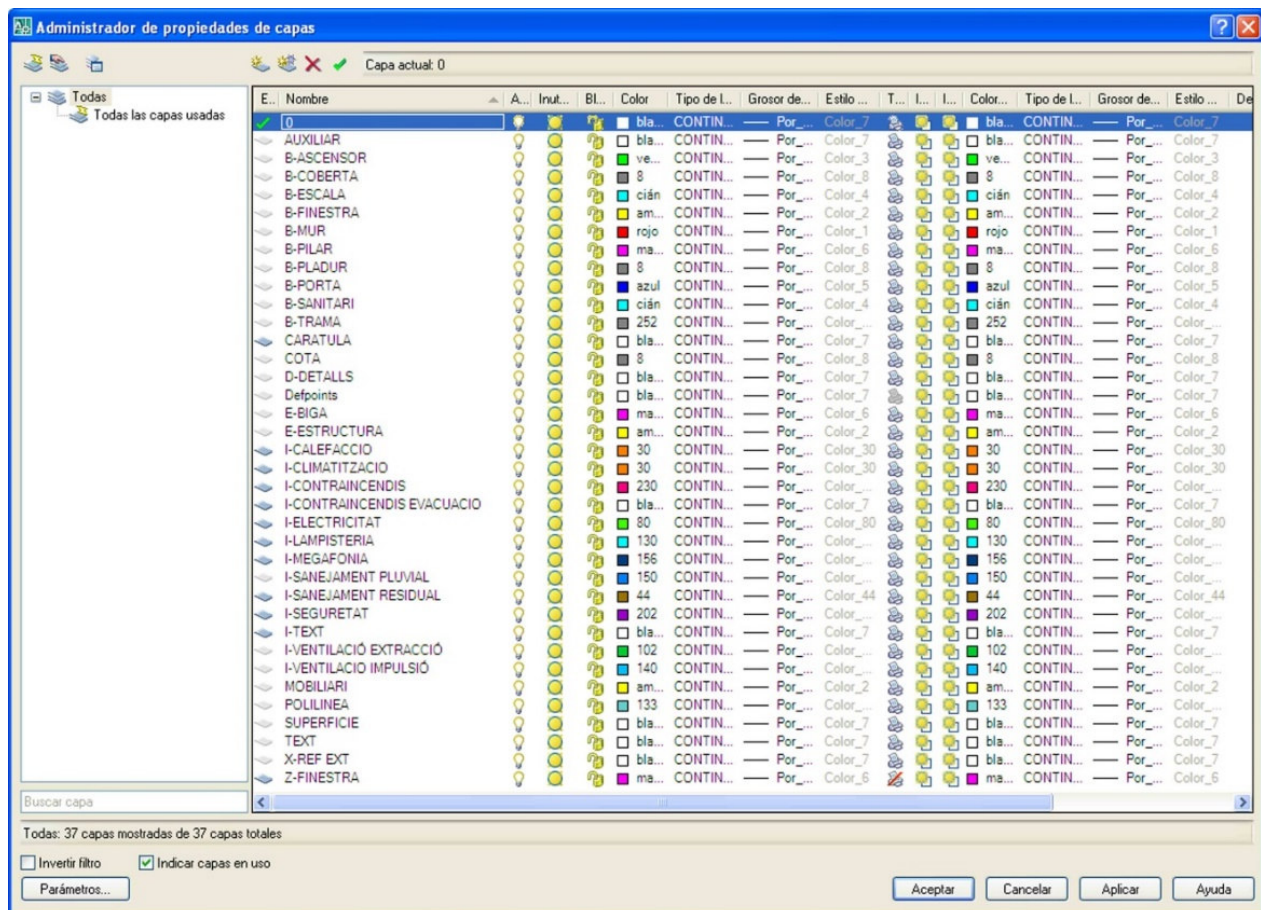 Administrador de propiedades de capas
Capa actual: 0
Todas
Todas las capas usadas
E... Nombre A... Inut... Bl... Color Tipo de l... Grosor de... Estilo ... T... I... I... Color... Tipo de l... Grosor de... Estilo ... De
0 bla... CONTIN... Por_... Color_7 bla... CONTIN... Por_... Color_7
AUXILIAR bla... CONTIN... Por_... Color_7 bla... CONTIN... Por_... Color_7
B-ASCENSOR ve... CONTIN... Por_... Color_3 ve... CONTIN... Por_... Color_3
B-COBERTA 8 CONTIN... Por_... Color_8 8 CONTIN... Por_... Color_8
B-ESCALA cián CONTIN... Por_... Color_4 cián CONTIN... Por_... Color_4
B-FINESTRA am... CONTIN... Por_... Color_2 am... CONTIN... Por_... Color_2
B-MUR rojo CONTIN... Por_... Color_1 rojo CONTIN... Por_... Color_1
B-PILAR ma... CONTIN... Por_... Color_6 ma... CONTIN... Por_... Color_6
B-PLADUR 8 CONTIN... Por_... Color_8 8 CONTIN... Por_... Color_8
B-PORTA azul CONTIN... Por_... Color_5 azul CONTIN... Por_... Color_5
B-SANITARI cián CONTIN... Por_... Color_4 cián CONTIN... Por_... Color_4
B-TRAMA 252 CONTIN... Por_... Color_... 252 CONTIN... Por_... Color_...
CARATULA bla... CONTIN... Por_... Color_7 bla... CONTIN... Por_... Color_7
COTA 8 CONTIN... Por_... Color_8 8 CONTIN... Por_... Color_8
D-DETALLS bla... CONTIN... Por_... Color_7 bla... CONTIN... Por_... Color_7
Defpoints bla... CONTIN... Por_... Color_7 bla... CONTIN... Por_... Color_7
E-BIGA ma... CONTIN... Por_... Color_6 ma... CONTIN... Por_... Color_6
E-ESTRUCTURA am... CONTIN... Por_... Color_2 am... CONTIN... Por_... Color_2
I-CALEFACCIO 30 CONTIN... Por_... Color_30 30 CONTIN... Por_... Color_30
I-CLIMATITZACIO 30 CONTIN... Por_... Color_30 30 CONTIN... Por_... Color_30
I-CONTRAINCENDIS 230 CONTIN... Por_... Color_... 230 CONTIN... Por_... Color_...
I-CONTRAINCENDIS EVACUACIO bla... CONTIN... Por_... Color_7 bla... CONTIN... Por_... Color_7
I-ELECTRICITAT 80 CONTIN... Por_... Color_80 80 CONTIN... Por_... Color_80
I-LAMPISTERIA 130 CONTIN... Por_... Color_... 130 CONTIN... Por_... Color_...
I-MEGAFONIA 156 CONTIN... Por_... Color_... 156 CONTIN... Por_... Color_...
I-SANEJAMENT PLUVIAL 150 CONTIN... Por_... Color_... 150 CONTIN... Por_... Color_...
I-SANEJAMENT RESIDUAL 44 CONTIN... Por_... Color_44 44 CONTIN... Por_... Color_44
I-SEGURETAT 202 CONTIN... Por_... Color_... 202 CONTIN... Por_... Color_...
I-TEXT bla... CONTIN... Por_... Color_7 bla... CONTIN... Por_... Color_7
I-VENTILACIÓ EXTRACCIÓ 102 CONTIN... Por_... Color_... 102 CONTIN... Por_... Color_...
I-VENTILACIO IMPULSIÓ 140 CONTIN... Por_... Color_... 140 CONTIN... Por_... Color_...
MOBILIARI am... CONTIN... Por_... Color_2 am... CONTIN... Por_... Color_2
POLILINEA 133 CONTIN... Por_... Color_... 133 CONTIN... Por_... Color_...
SUPERFICIE bla... CONTIN... Por_... Color_7 bla... CONTIN... Por_... Color_7
TEXT bla... CONTIN... Por_... Color_7 bla... CONTIN... Por_... Color_7
X-REF EXT bla... CONTIN... Por_... Color_7 bla... CONTIN... Por_... Color_7
Z-FINESTRA ma... CONTIN... Por_... Color_6 ma... CONTIN... Por_... Color_6
Buscar capa
Todas: 37 capas mostradas de 37 capas totales
Invertir filtro Indicar capas en uso
Parámetros... Aceptar Cancelar Aplicar Ayuda